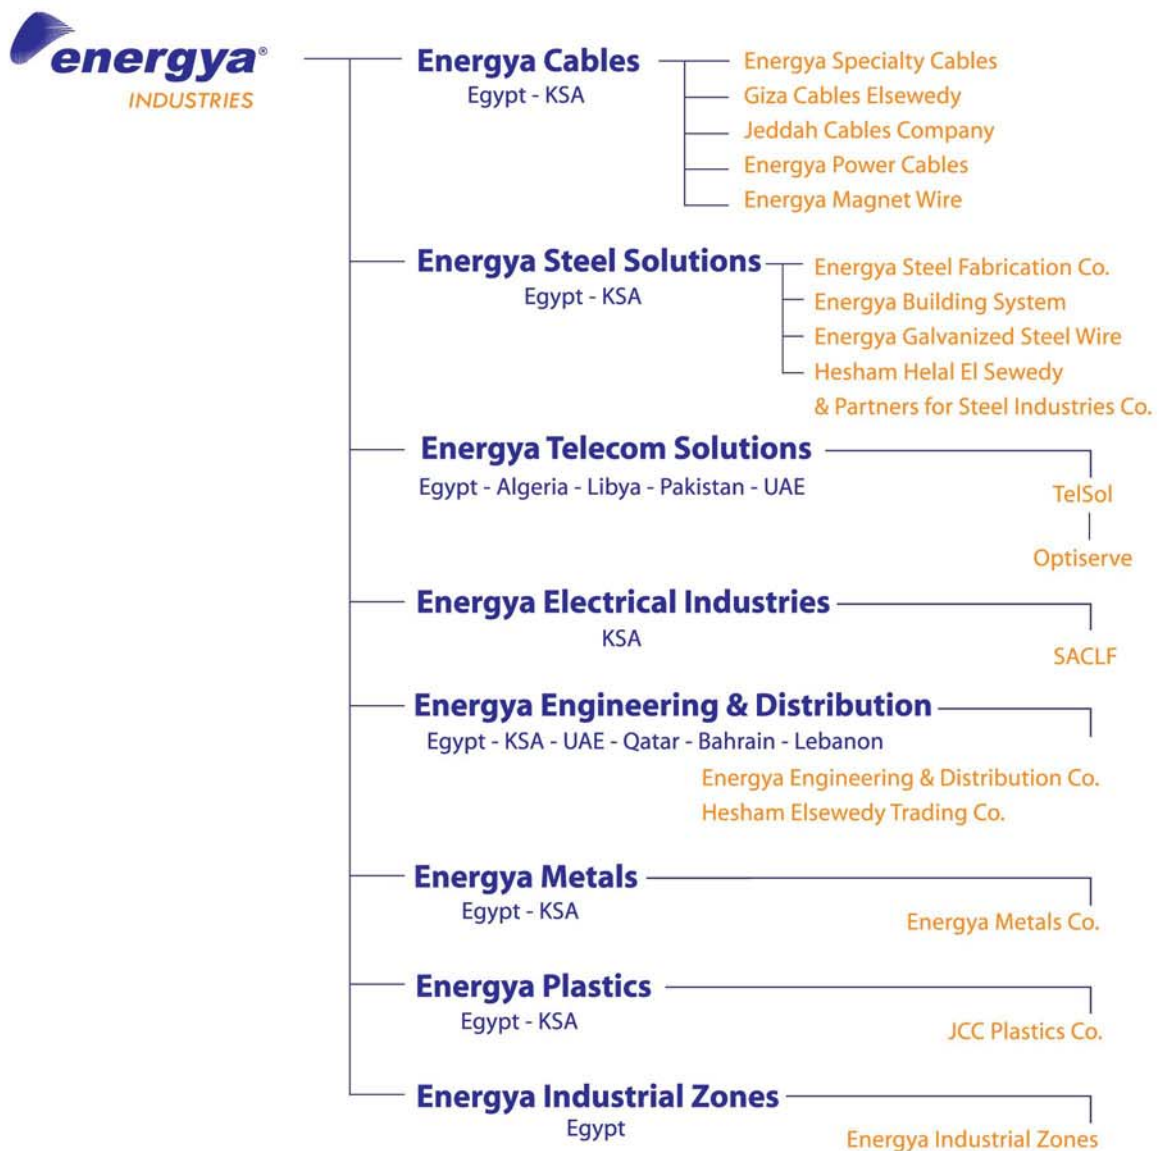 energya®
INDUSTRIES
Energya Cables
Egypt - KSA
Energya Specialty Cables
Giza Cables Elsewedy
Jeddah Cables Company
Energya Power Cables
Energya Magnet Wire
Energya Steel Solutions
Egypt - KSA
Energya Steel Fabrication Co.
Energya Building System
Energya Galvanized Steel Wire
Hesham Helal El Sewedy
& Partners for Steel Industries Co.
Energya Telecom Solutions
Egypt - Algeria - Libya - Pakistan - UAE
TelSol
Optiserve
Energya Electrical Industries
KSA
SACLF
Energya Engineering & Distribution
Egypt - KSA - UAE - Qatar - Bahrain - Lebanon
Energya Engineering & Distribution Co.
Hesham Elsewedy Trading Co.
Energya Metals
Egypt - KSA
Energya Metals Co.
Energya Plastics
Egypt - KSA
JCC Plastics Co.
Energya Industrial Zones
Egypt
Energya Industrial Zones